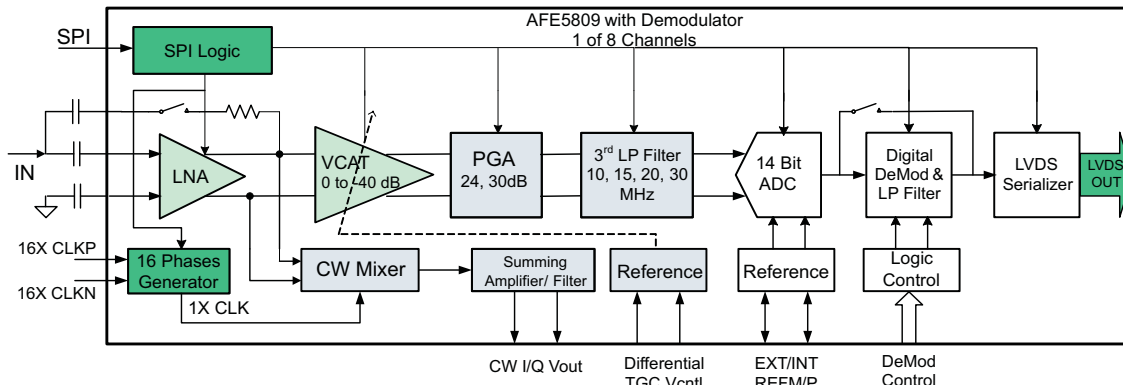 AFE5809 with Demodulator
1 of 8 Channels
SPI
SPI Logic
IN
LNA
VCAT
0 to -40 dB
PGA
24, 30dB
3rd LP Filter
10, 15, 20, 30
MHz
14 Bit
ADC
Digital
DeMod &
LP Filter
LVDS
Serializer
LVDS
OUT
16X CLKP
16X CLKN
16 Phases
Generator
1X CLK
CW Mixer
Summing
Amplifier/ Filter
Reference
Reference
Logic
Control
CW I/Q Vout
Differential
TGC Vcntl
EXT/INT
REFM/P
DeMod
Control